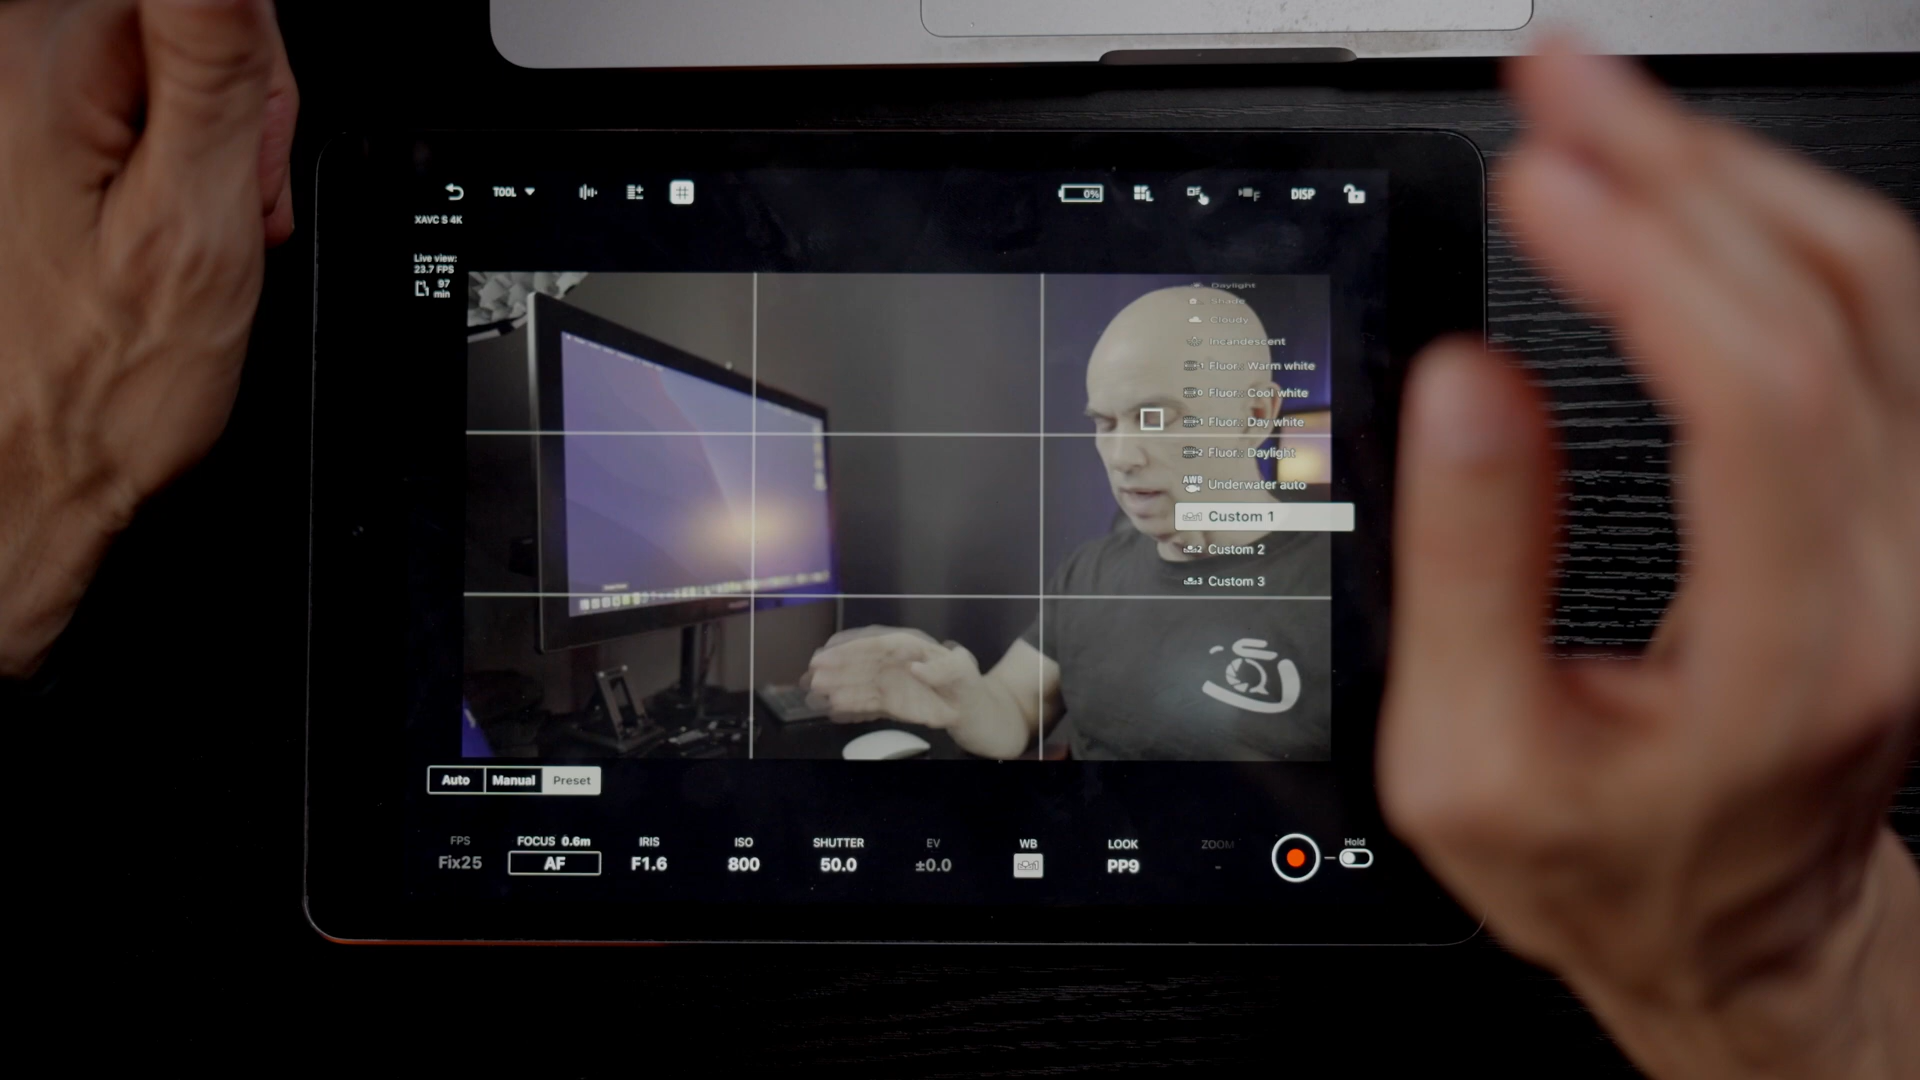 TOOL
0%
DISP
XAVC S 4K
Live view:
23.7 FPS
97
min
Daylight
Shade
Cloudy
Incandescent
Fluor.: Warm white
Fluor.: Cool white
Fluor.: Day white
Fluor.: Daylight
AWB
Underwater auto
Custom 1
Custom 2
Custom 3
Auto Manual Preset
FPS FOCUS 0.6m IRIS ISO SHUTTER EV WB LOOK ZOOM Hold
Fix25 AF F1.6 800 50.0 ±0.0 PP9 -